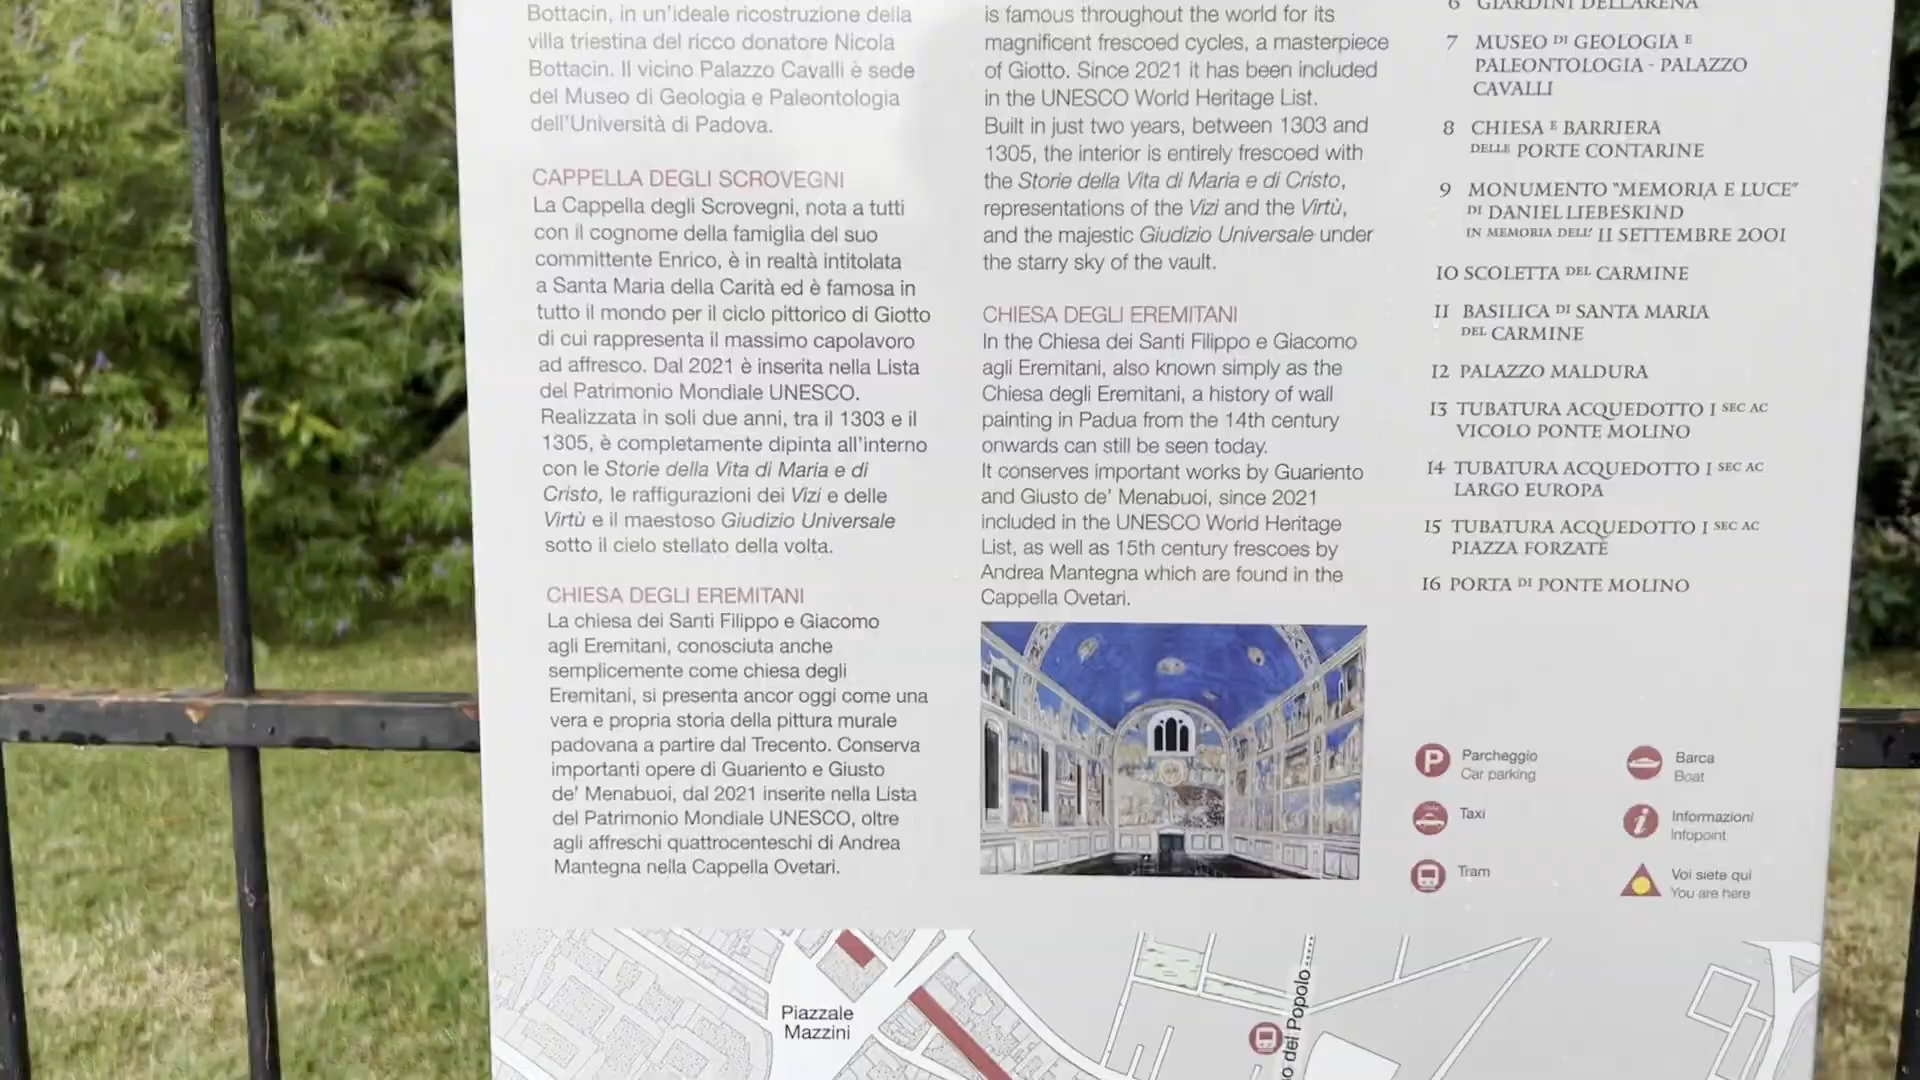 Bottacin, in un'ideale ricostruzione della
villa triestina del ricco donatore Nicola
Bottacin. Il vicino Palazzo Cavalli è sede
del Museo di Geologia e Paleontologia
dell'Università di Padova.
CAPPELLA DEGLI SCROVEGNI
La Cappella degli Scrovegni, nota a tutti
con il cognome della famiglia del suo
committente Enrico, è in realtà intitolata
a Santa Maria della Carità ed è famosa in
tutto il mondo per il ciclo pittorico di Giotto
di cui rappresenta il massimo capolavoro
ad affresco. Dal 2021 è inserita nella Lista
del Patrimonio Mondiale UNESCO.
Realizzata in soli due anni, tra il 1303 e il
1305, è completamente dipinta all'interno
con le Storie della Vita di Maria e di
Cristo, le raffigurazioni dei Vizi e delle
Virtù e il maestoso Giudizio Universale
sotto il cielo stellato della volta.
CHIESA DEGLI EREMITANI
La chiesa dei Santi Filippo e Giacomo
agli Eremitani, conosciuta anche
semplicemente come chiesa degli
Eremitani, si presenta ancor oggi come una
vera e propria storia della pittura murale
padovana a partire dal Trecento. Conserva
importanti opere di Guariento e Giusto
de' Menabuoi, dal 2021 inserite nella Lista
del Patrimonio Mondiale UNESCO, oltre
agli affreschi quattrocenteschi di Andrea
Mantegna nella Cappella Ovetari.
is famous throughout the world for its
magnificent frescoed cycles, a masterpiece
of Giotto. Since 2021 it has been included
in the UNESCO World Heritage List.
Built in just two years, between 1303 and
1305, the interior is entirely frescoed with
the Storie della Vita di Maria e di Cristo,
representations of the Vizi and the Virtù,
and the majestic Giudizio Universale under
the starry sky of the vault.
CHIESA DEGLI EREMITANI
In the Chiesa dei Santi Filippo e Giacomo
agli Eremitani, also known simply as the
Chiesa degli Eremitani, a history of wall
painting in Padua from the 14th century
onwards can still be seen today.
It conserves important works by Guariento
and Giusto de' Menabuoi, since 2021
included in the UNESCO World Heritage
List, as well as 15th century frescoes by
Andrea Mantegna which are found in the
Cappella Ovetari.
6 GIARDINI DELL'ARENA
7 MUSEO DI GEOLOGIA E
PALEONTOLOGIA - PALAZZO
CAVALLI
8 CHIESA E BARRIERA
DELLE PORTE CONTARINE
9 MONUMENTO "MEMORIA E LUCE"
DI DANIEL LIEBESKIND
IN MEMORIA DELL' 11 SETTEMBRE 2001
10 SCOLETTA DEL CARMINE
11 BASILICA DI SANTA MARIA
DEL CARMINE
12 PALAZZO MALDURA
13 TUBATURA ACQUEDOTTO I SEC AC
VICOLO PONTE MOLINO
14 TUBATURA ACQUEDOTTO I SEC AC
LARGO EUROPA
15 TUBATURA ACQUEDOTTO I SEC AC
PIAZZA FORZATÈ
16 PORTA DI PONTE MOLINO
P Parcheggio
Car parking
Taxi
Tram
Barca
Boat
i Informazioni
Infopoint
Voi siete qui
You are here
Piazzale
Mazzini
del Popolo